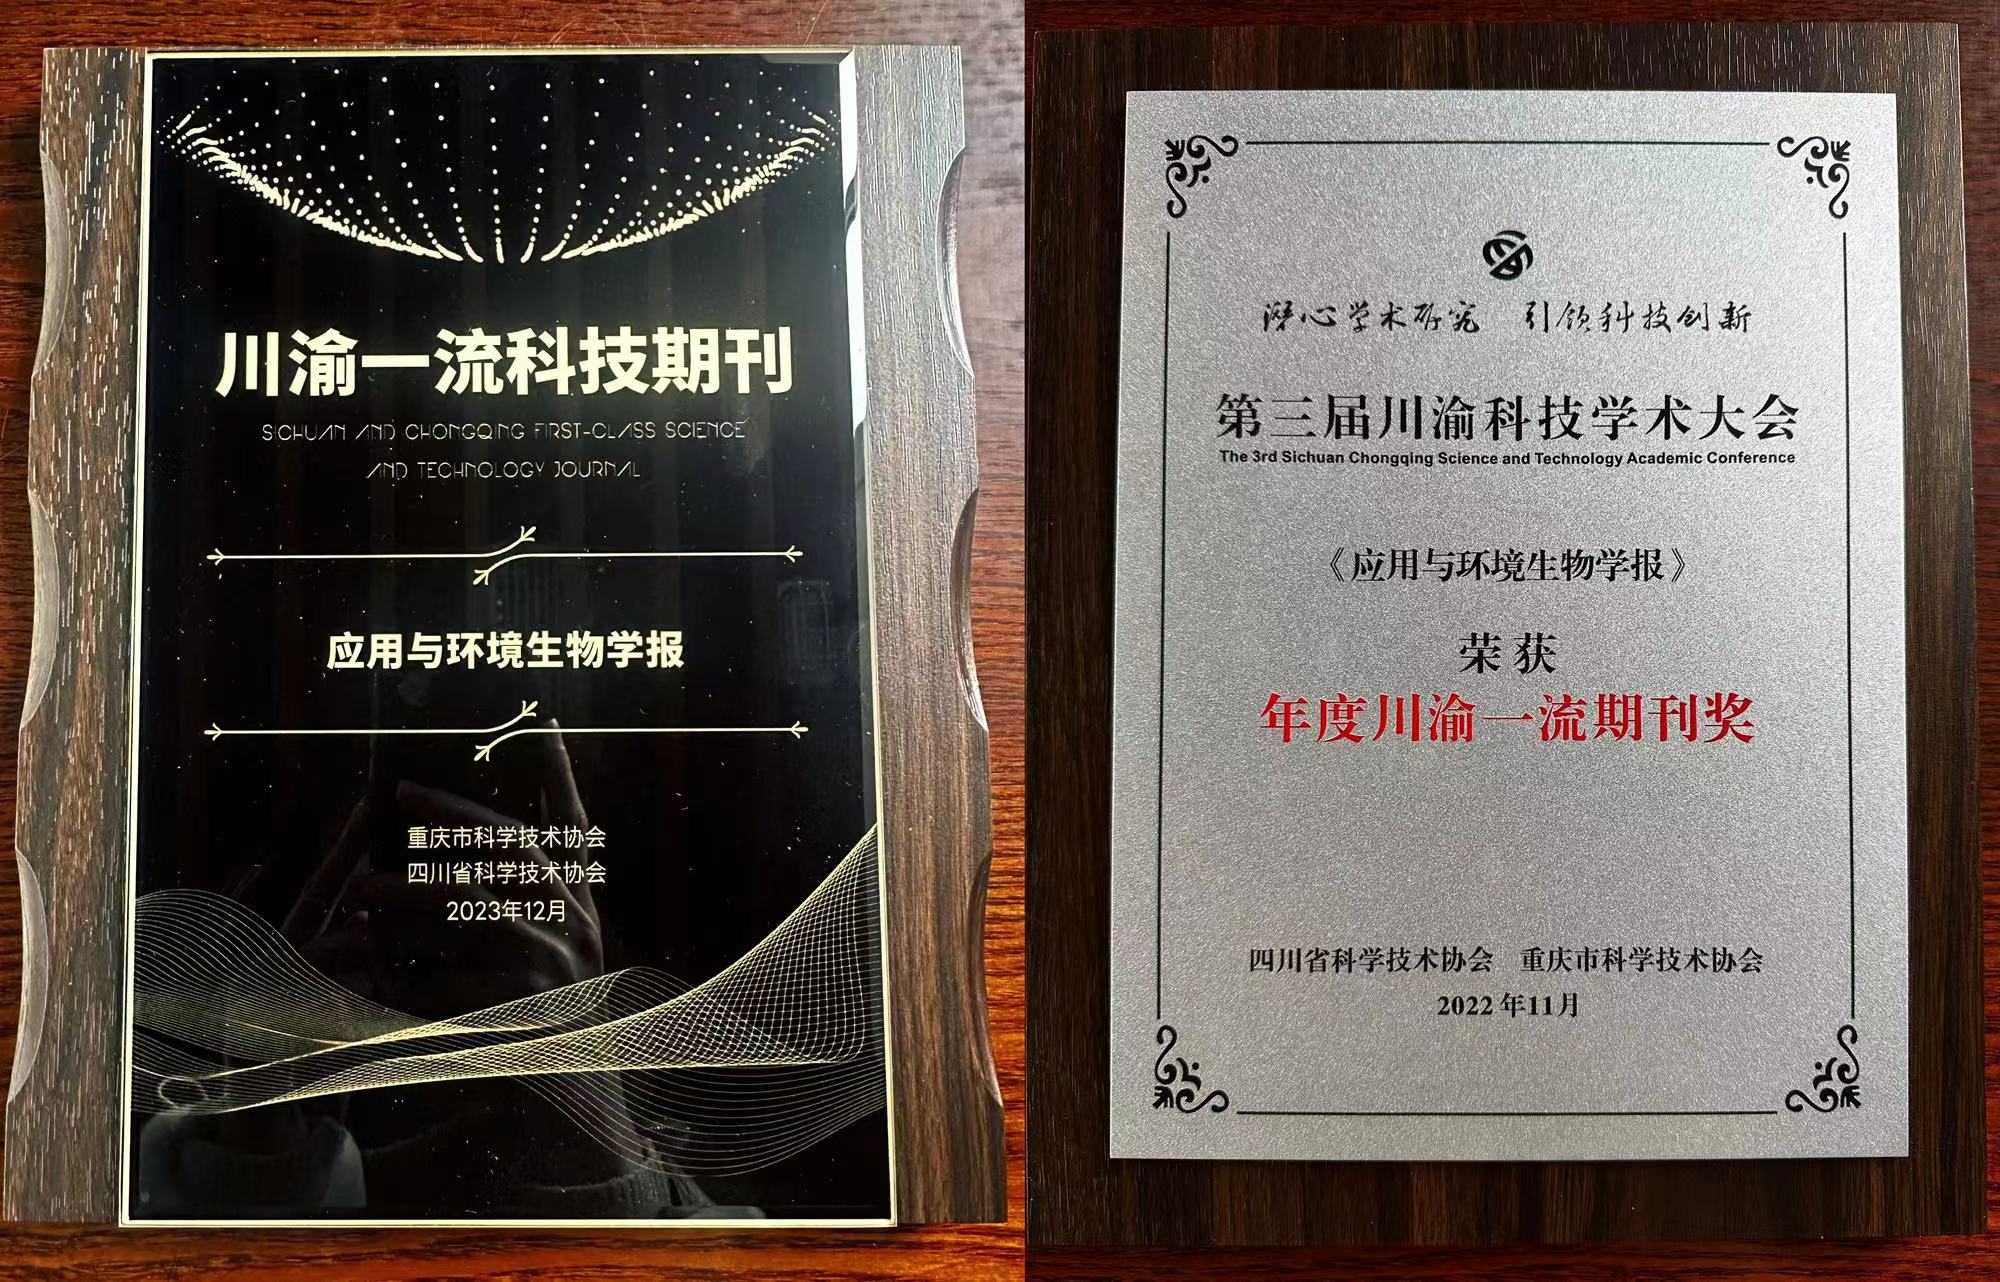 川渝一流科技期刊
SICHUAN AND CHONGQING FIRST-CLASS SCIENCE
AND TECHNOLOGY JOURNAL
应用与环境生物学报
重庆市科学技术协会
四川省科学技术协会
2023年12月
凝心学术研究 引领科技创新
第三届川渝科技学术大会
The 3rd Sichuan Chongqing Science and Technology Academic Conference
《应用与环境生物学报》
荣获
年度川渝一流期刊奖
四川省科学技术协会 重庆市科学技术协会
2022年11月